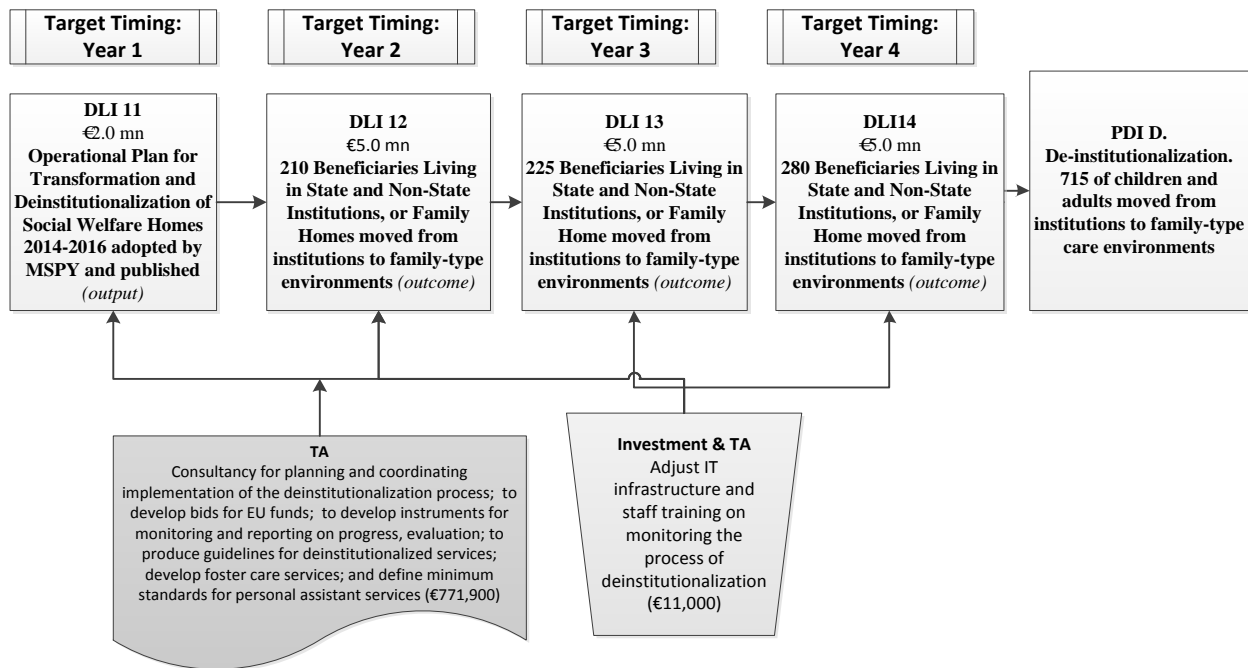 Target Timing:
Year 1
Target Timing:
Year 2
Target Timing:
Year 3
Target Timing:
Year 4
DLI 11
€2.0 mn
Operational Plan for
Transformation and
Deinstitutionalization of
Social Welfare Homes
2014-2016 adopted by
MSPY and published
(output)
DLI 12
€5.0 mn
210 Beneficiaries Living
in State and Non-State
Institutions, or Family
Homes moved from
institutions to family-type
environments (outcome)
DLI 13
€5.0 mn
225 Beneficiaries Living in
State and Non-State
Institutions, or Family
Home moved from
institutions to family-type
environments (outcome)
DLI14
€5.0 mn
280 Beneficiaries Living in
State and Non-State
Institutions, or Family
Home moved from
institutions to family-type
environments (outcome)
PDI D.
De-institutionalization.
715 of children and
adults moved from
institutions to family-type
care environments
TA
Consultancy for planning and coordinating
implementation of the deinstitutionalization process; to
develop bids for EU funds; to develop instruments for
monitoring and reporting on progress, evaluation; to
produce guidelines for deinstitutionalized services;
develop foster care services; and define minimum
standards for personal assistant services (€771,900)
Investment & TA
Adjust IT
infrastructure and
staff training on
monitoring the
process of
deinstitutionalization
(€11,000)